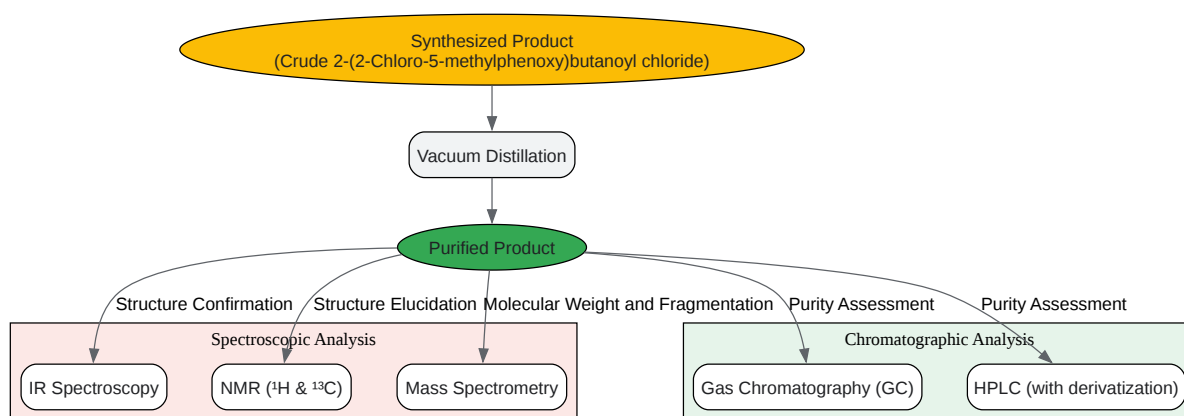 Synthesized Product
(Crude 2-(2-Chloro-5-methylphenoxy)butanoyl chloride)
Vacuum Distillation
Purified Product
Structure Confirmation
Structure Elucidation
Molecular Weight and Fragmentation
Purity Assessment
Purity Assessment
Spectroscopic Analysis
Chromatographic Analysis
IR Spectroscopy
NMR (¹H & ¹³C)
Mass Spectrometry
Gas Chromatography (GC)
HPLC (with derivatization)